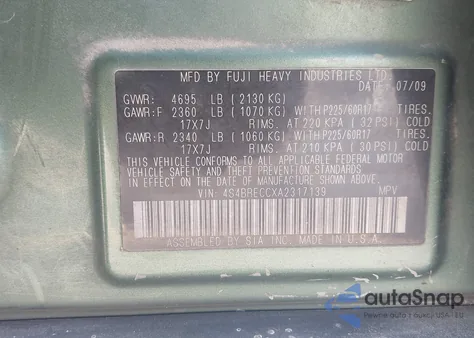 MFD BY FUJI HEAVY INDUSTRIES LTD.
DATE: 07/09
GVWR: 4695 LB (2130 KG)
GAWR:F 2360 LB (1070 KG) WITH P225/60R17 TIRES.
17X7J RIMS. AT 220 KPA (32 PSI) COLD
GAWR:R 2340 LB (1060 KG) WITH P225/60R17 TIRES.
17X7J RIMS. AT 210 KPA (30 PSI) COLD
THIS VEHICLE CONFORMS TO ALL APPLICABLE FEDERAL MOTOR
VEHICLE SAFETY AND THEFT PREVENTION STANDARDS IN
EFFECT ON THE DATE OF MANUFACTURE SHOWN ABOVE.
VIN: 4S4BRECCXA2317139 MPV
ASSEMBLED BY SIA INC. MADE IN U.S.A.
autoSnap